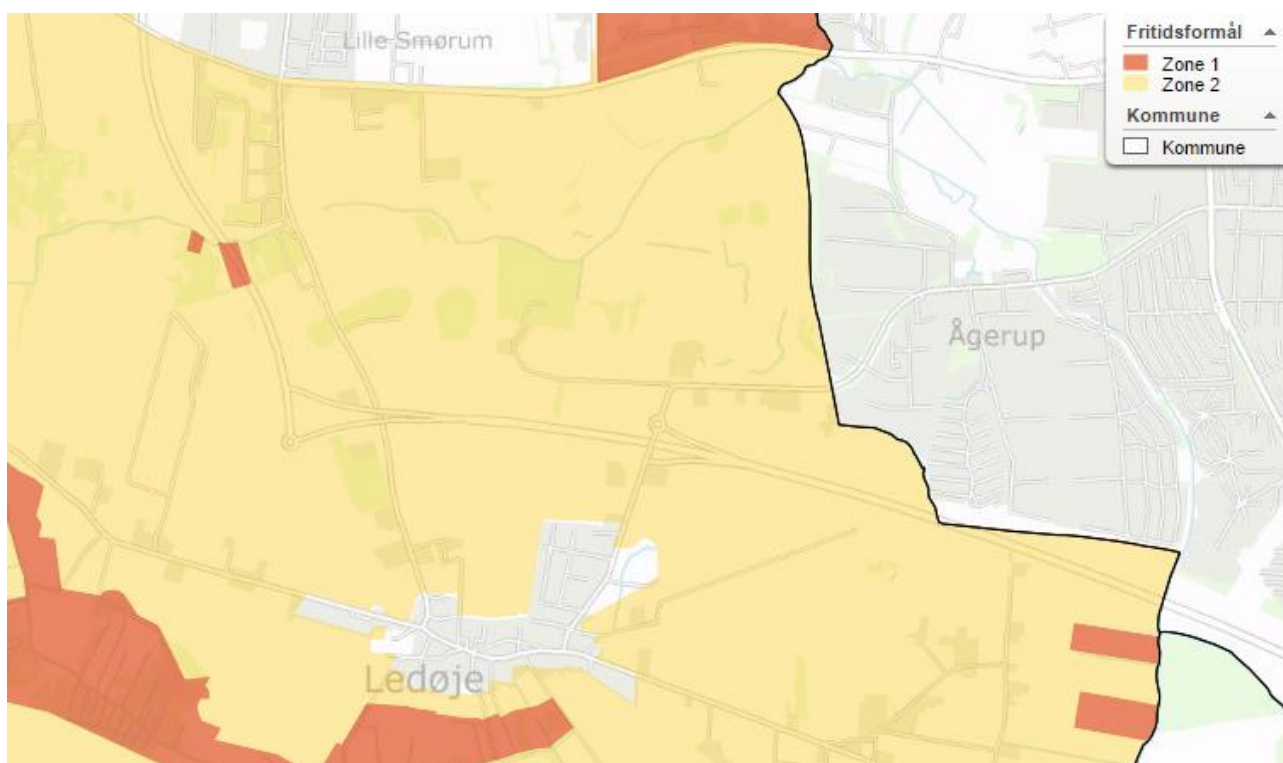 Lille Smørum
Fritidsformål
Zone 1
Zone 2
Kommune
Kommune
Ågerup
Ledøje